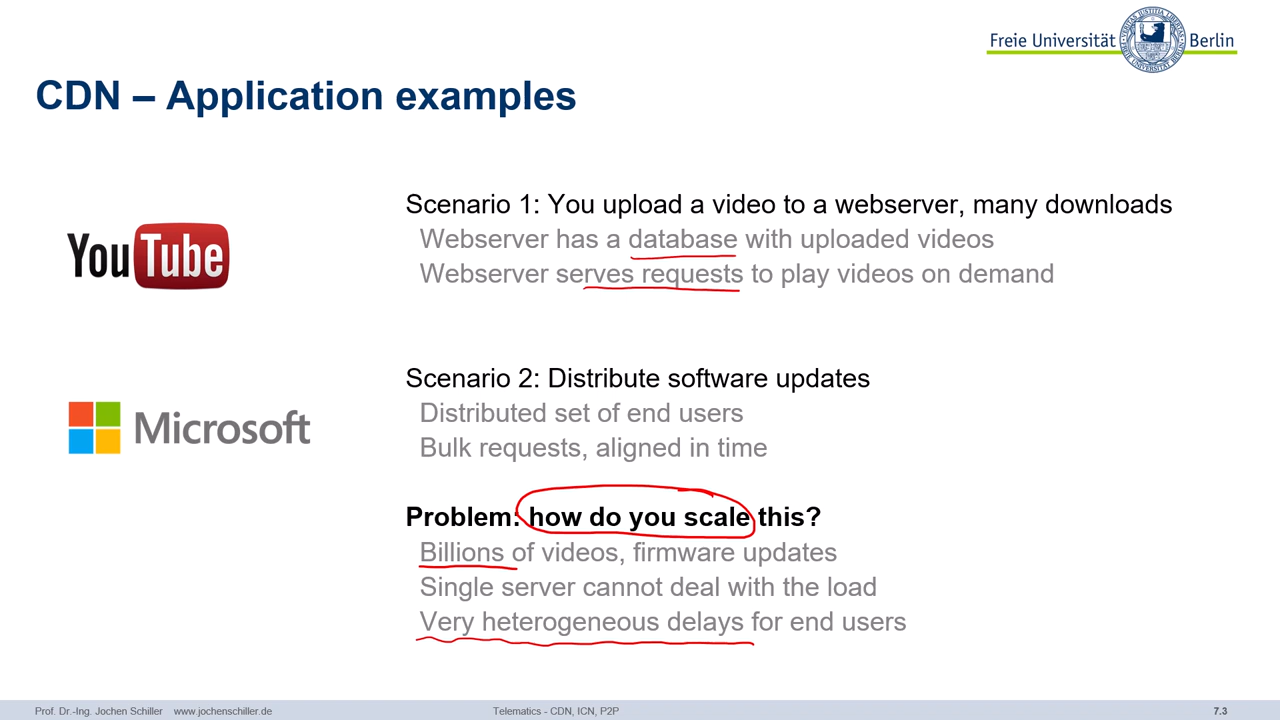 Freie Universität Berlin
CDN – Application examples
Scenario 1: You upload a video to a webserver, many downloads
Webserver has a database with uploaded videos
Webserver serves requests to play videos on demand
YouTube
Scenario 2: Distribute software updates
Distributed set of end users
Bulk requests, aligned in time
Microsoft
Problem: how do you scale this?
Billions of videos, firmware updates
Single server cannot deal with the load
Very heterogeneous delays for end users
Prof. Dr.-Ing. Jochen Schiller www.jochenschiller.de
Telematics - CDN, ICN, P2P
7.3